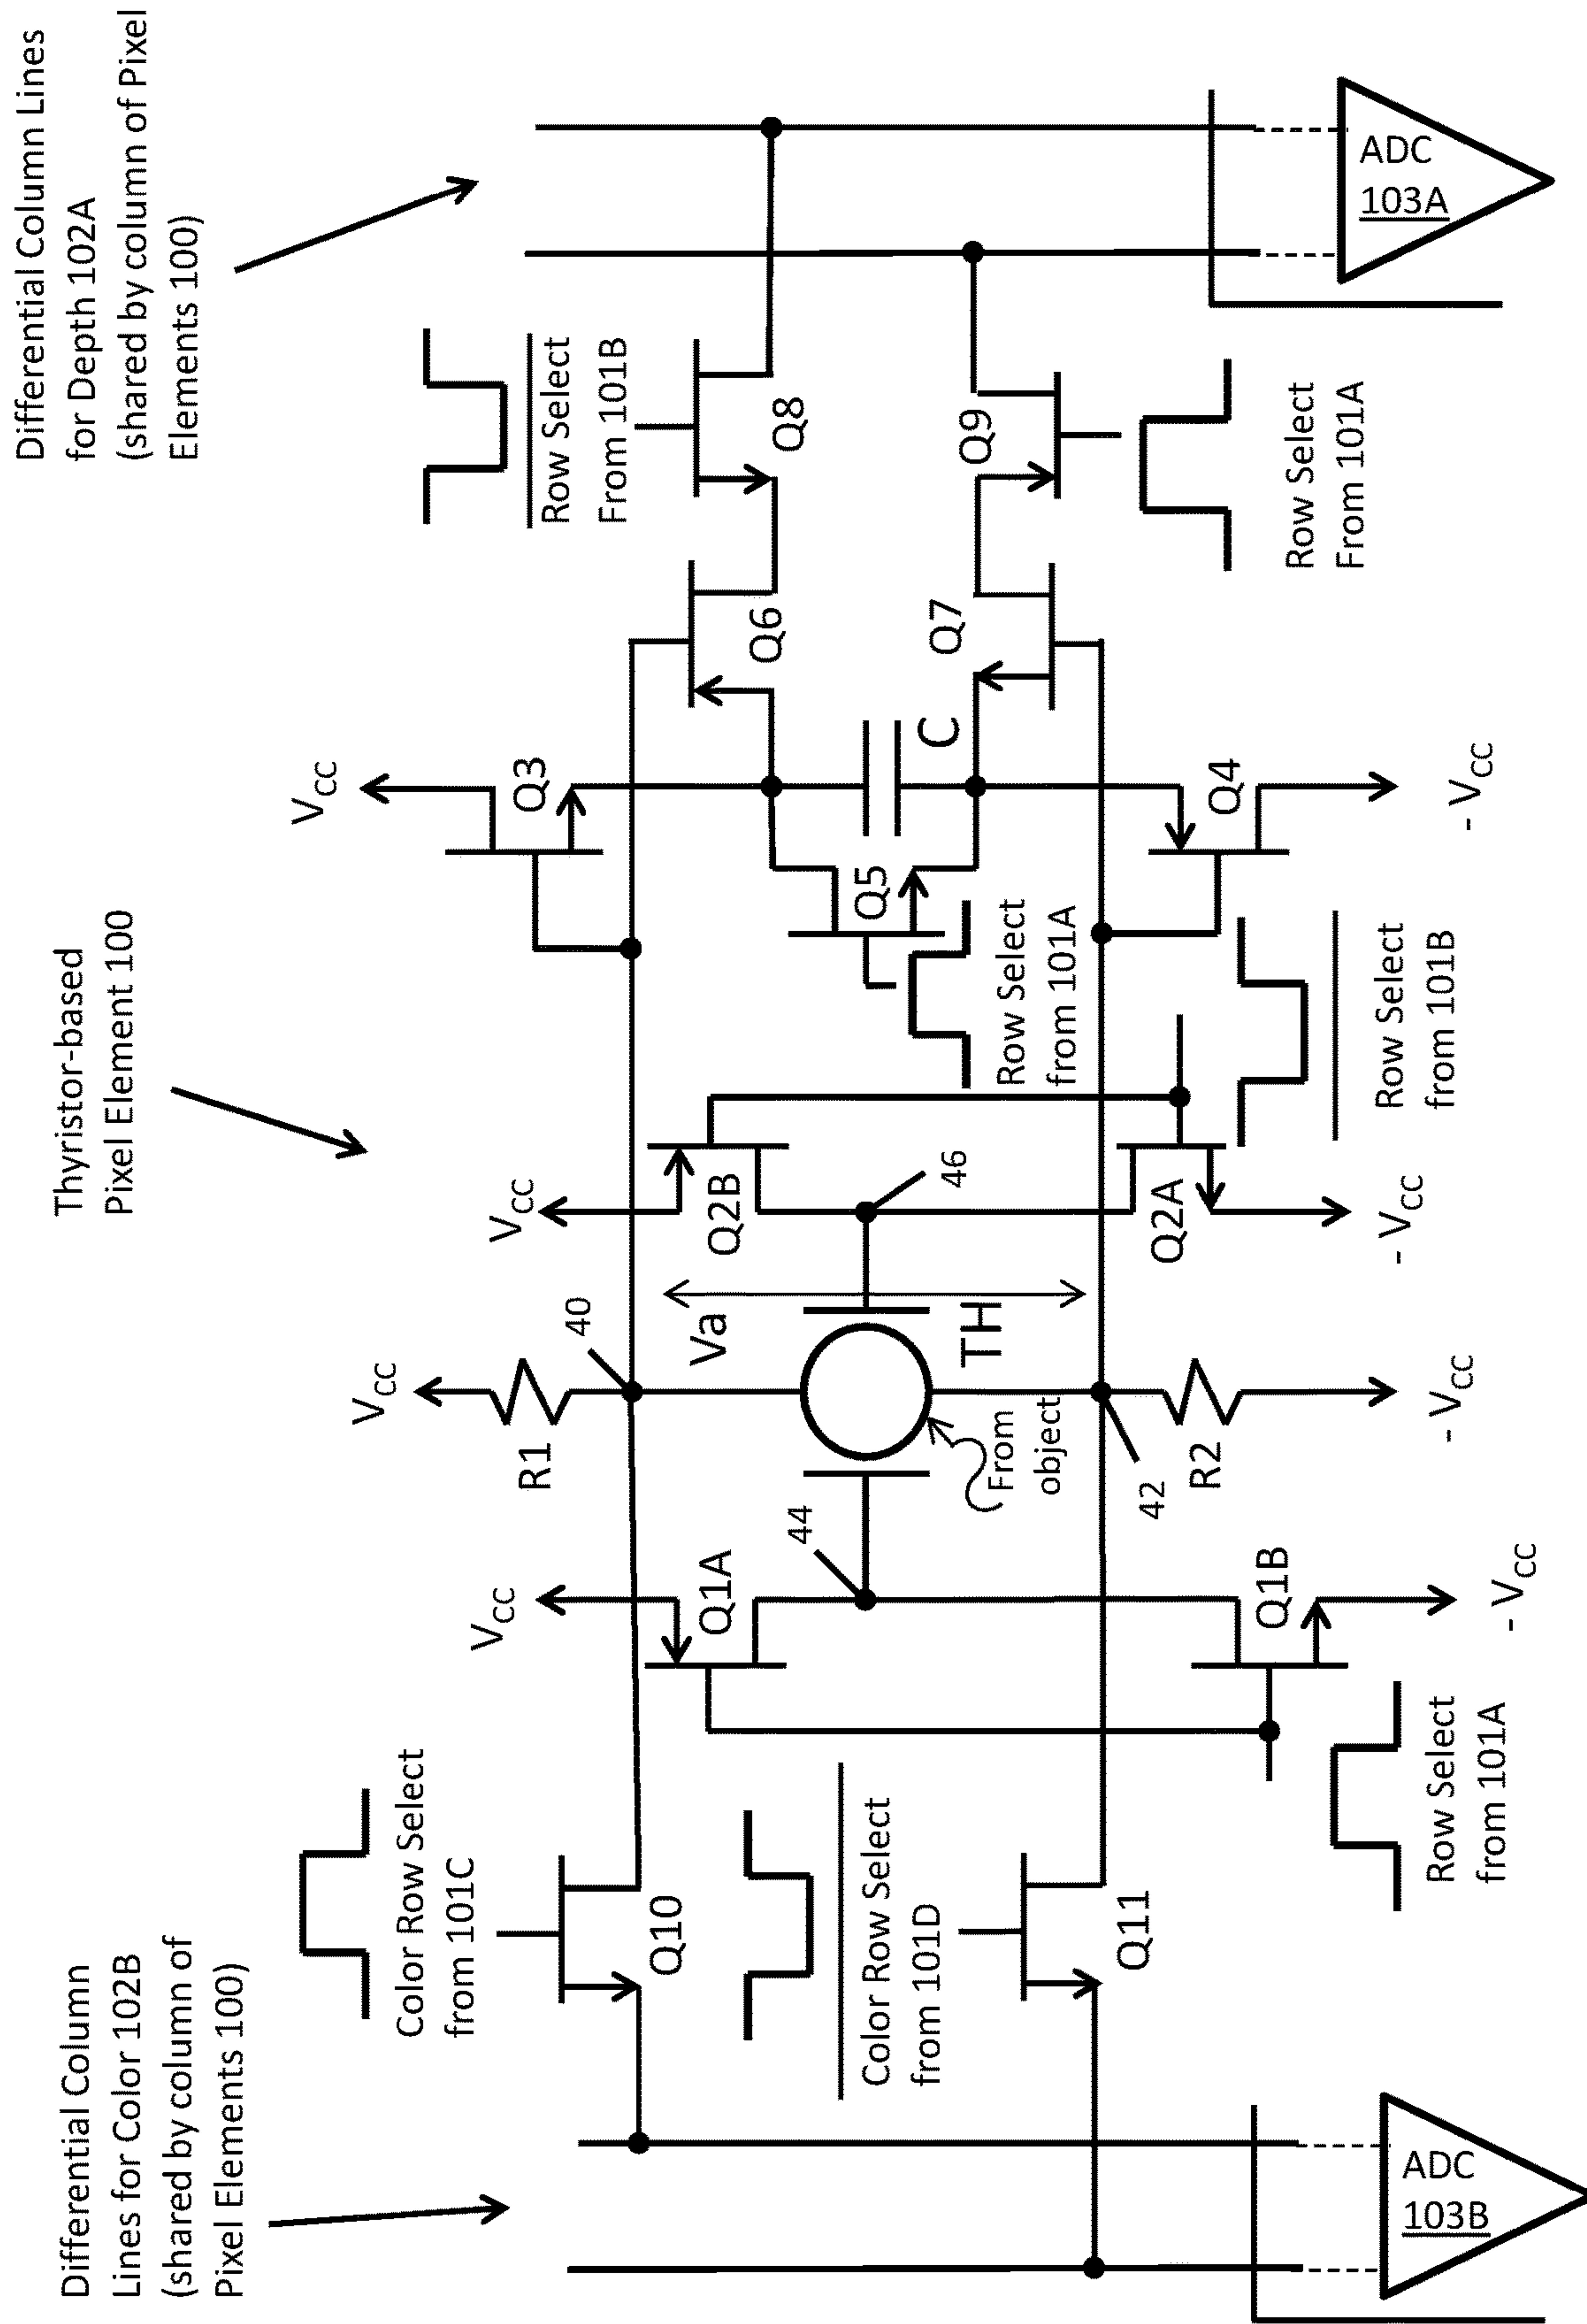 Differential Column Lines
for Depth 102A
(shared by column of Pixel
Elements 100)
Thyristor-based
Pixel Element 100
Differential Column
Lines for Color 102B
(shared by column of
Pixel Elements 100)
Color Row Select
from 101C
Q10
Color Row Select
from 101D
Q11
ADC
103B
VCC
Q1A
44
Q1B
- VCC
Row Select
from 101A
VCC
R1
40
Va
TH
From
object
42
R2
- VCC
VCC
Q2B
46
Q2A
- VCC
Row Select
from 101B
VCC
Q3
Q5
Row Select
from 101A
C
Q4
- VCC
Q6
Q7
Row Select
From 101B
Q8
Q9
Row Select
From 101A
ADC
103A